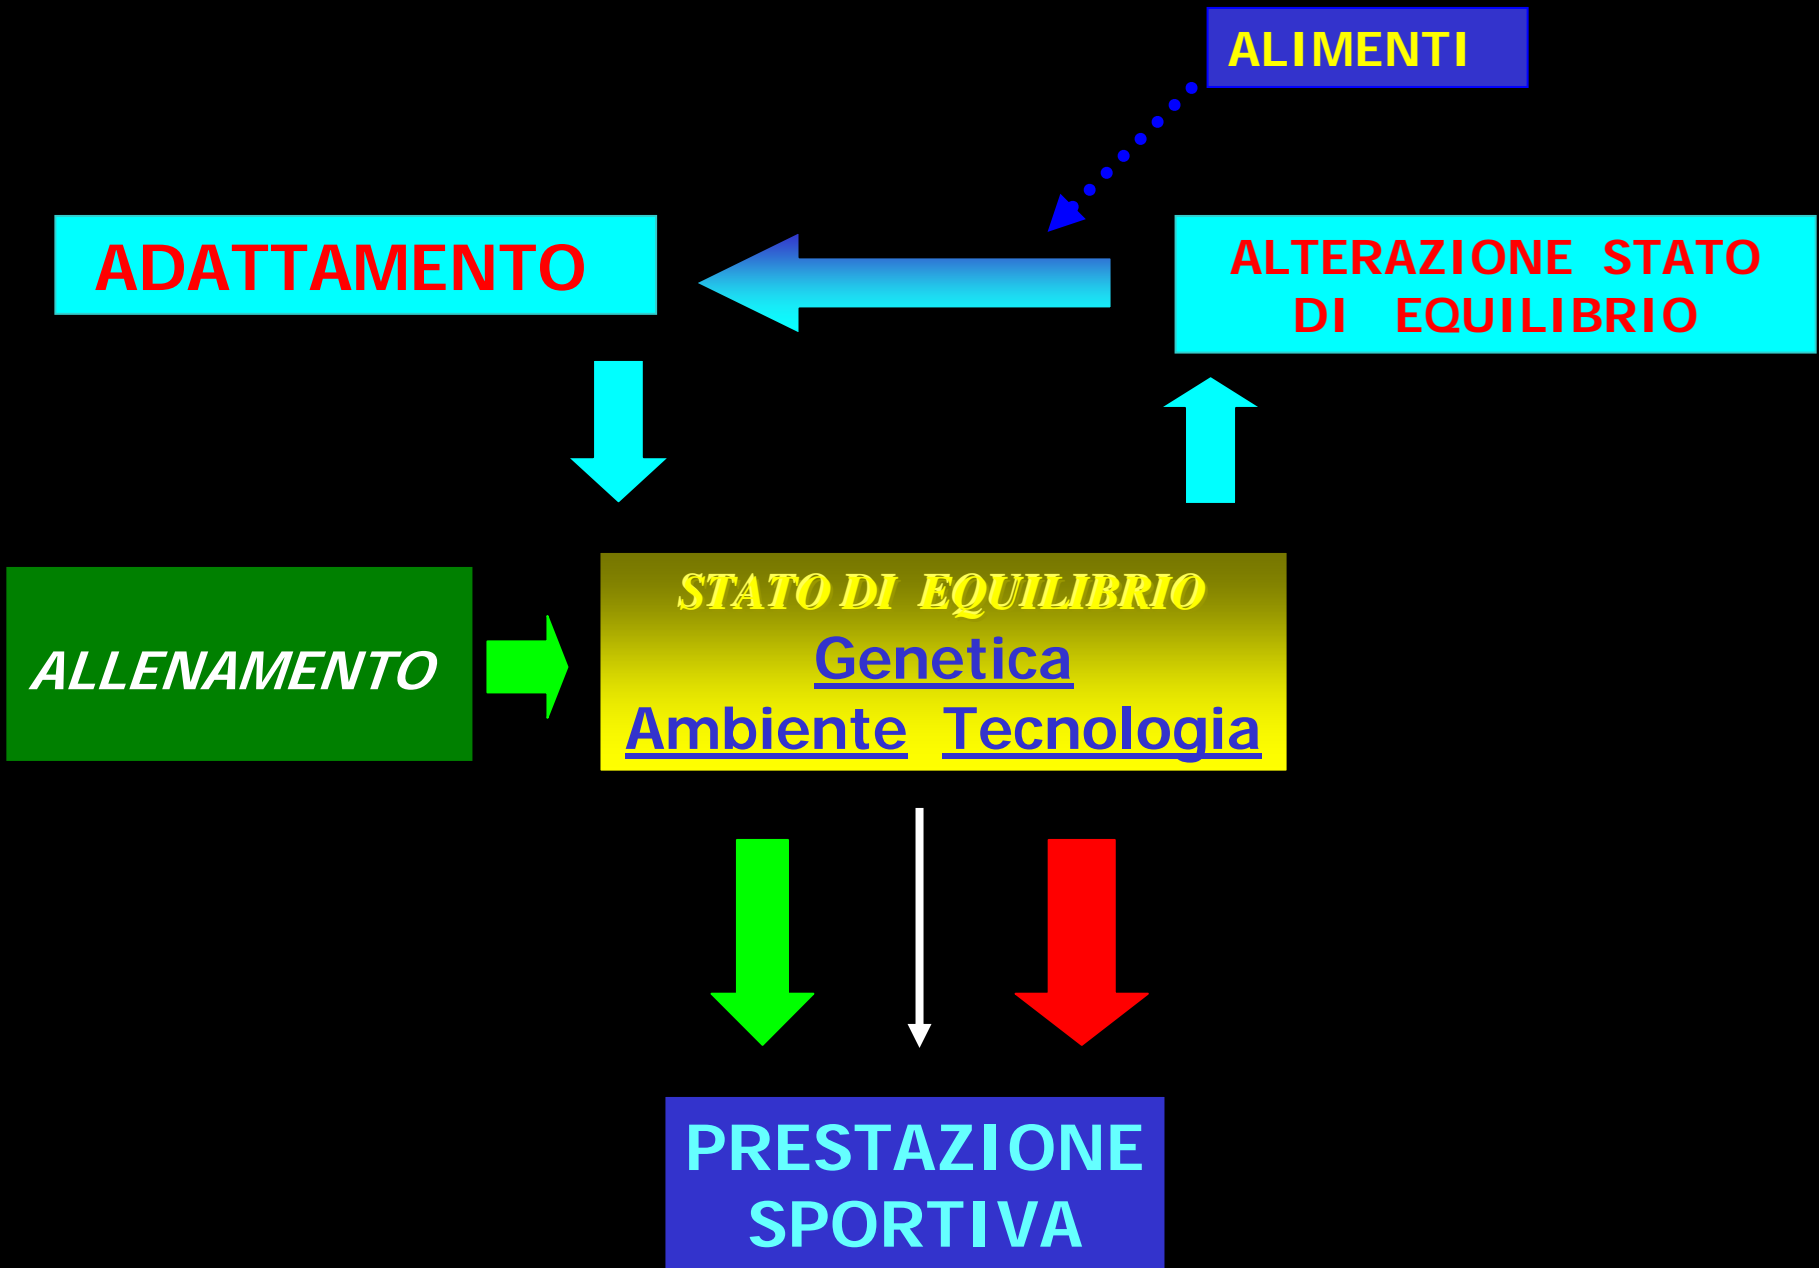 ALIMENTI
ADATTAMENTO
ALTERAZIONE STATO
DI EQUILIBRIO
ALLENAMENTO
STATO DI EQUILIBRIO
Genetica
Ambiente Tecnologia
PRESTAZIONE
SPORTIVA